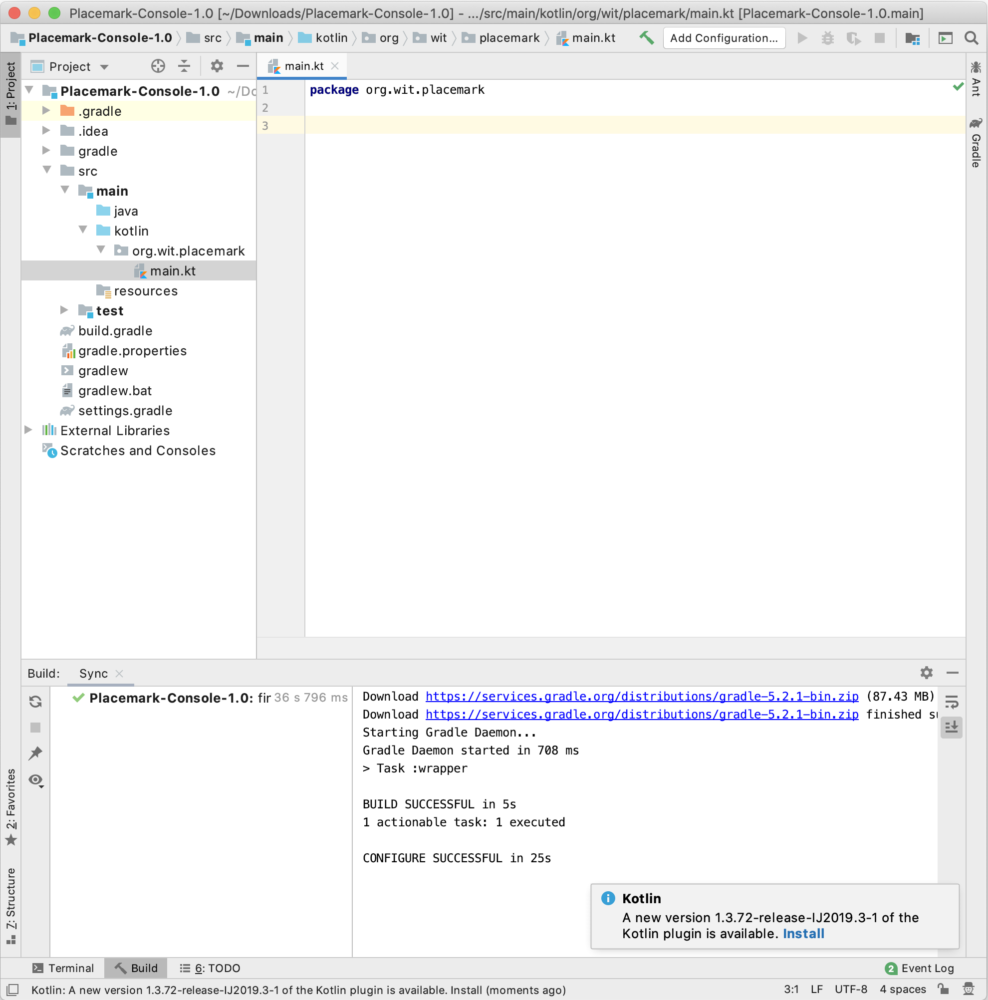 Placemark-Console-1.0 [~/Downloads/Placemark-Console-1.0] - .../src/main/kotlin/org/wit/placemark/main.kt [Placemark-Console-1.0.main]
Placemark-Console-1.0 src main kotlin org wit placemark main.kt Add Configuration...
1: Project
Project
main.kt
Ant
Gradle
Placemark-Console-1.0 ~/Do
.gradle
.idea
gradle
src
main
java
kotlin
org.wit.placemark
main.kt
resources
test
build.gradle
gradle.properties
gradlew
gradlew.bat
settings.gradle
External Libraries
Scratches and Consoles
1 package org.wit.placemark
2
3
Build: Sync
Placemark-Console-1.0: fir 36 s 796 ms
Download https://services.gradle.org/distributions/gradle-5.2.1-bin.zip (87.43 MB)
Download https://services.gradle.org/distributions/gradle-5.2.1-bin.zip finished su
Starting Gradle Daemon...
Gradle Daemon started in 708 ms
> Task :wrapper
BUILD SUCCESSFUL in 5s
1 actionable task: 1 executed
CONFIGURE SUCCESSFUL in 25s
2: Favorites
7: Structure
Kotlin
A new version 1.3.72-release-IJ2019.3-1 of the
Kotlin plugin is available. Install
Terminal Build 6: TODO 2 Event Log
Kotlin: A new version 1.3.72-release-IJ2019.3-1 of the Kotlin plugin is available. Install (moments ago) 3:1 LF UTF-8 4 spaces